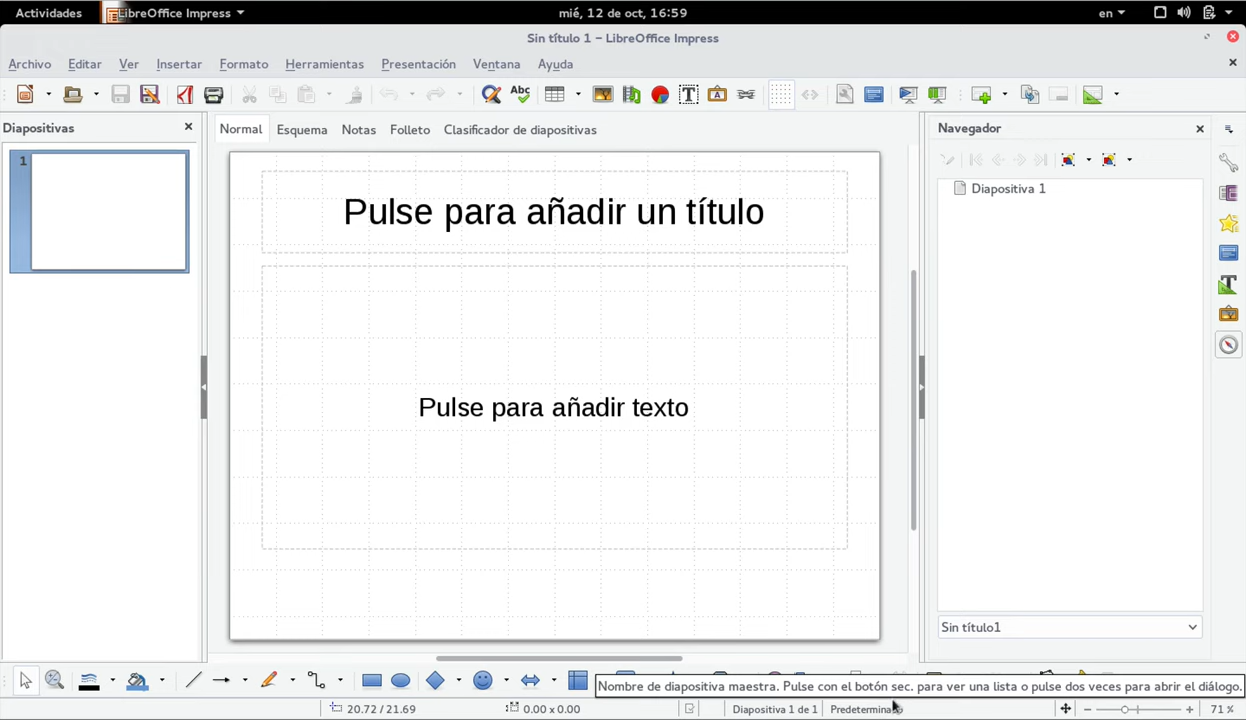 Actividades LibreOffice Impress mié, 12 de oct, 16:59 en
Sin título 1 – LibreOffice Impress
Archivo Editar Ver Insertar Formato Herramientas Presentación Ventana Ayuda
Abc T A
Diapositivas Normal Esquema Notas Folleto Clasificador de diapositivas Navegador
1
Diapositiva 1
Pulse para añadir un título
Pulse para añadir texto
Sin título1
Nombre de diapositiva maestra. Pulse con el botón sec. para ver una lista o pulse dos veces para abrir el diálogo.
20.72 / 21.69 0.00 x 0.00 Diapositiva 1 de 1 Predeterminado 71 %